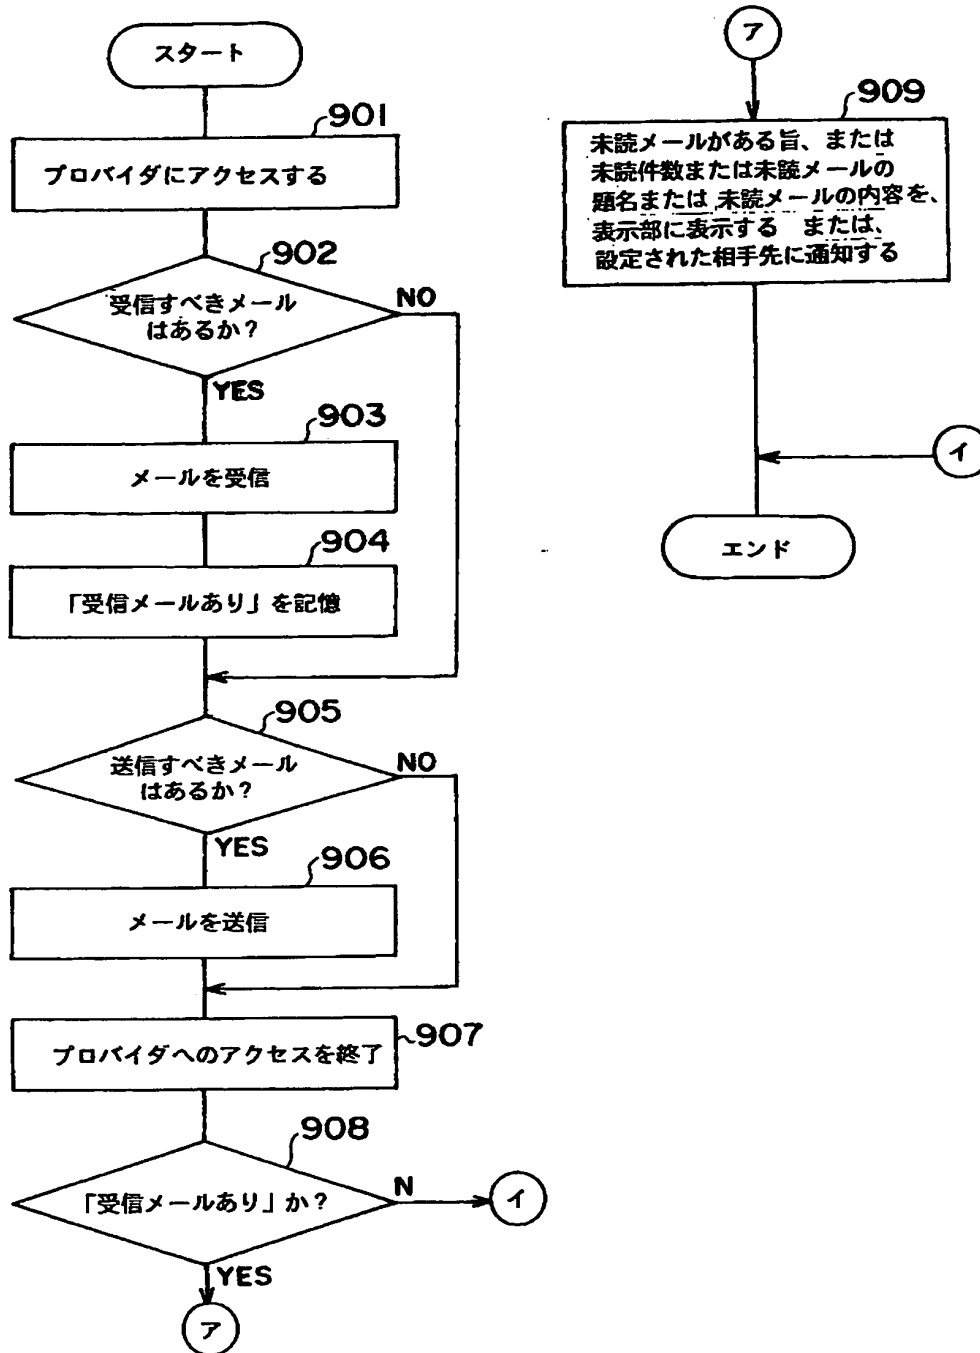 スタート
901
プロバイダにアクセスする
902
受信すべきメール
はあるか?
NO
YES
903
メールを受信
904
「受信メールあり」を記憶
905
送信すべきメール
はあるか?
NO
YES
906
メールを送信
907
プロバイダへのアクセスを終了
908
「受信メールあり」か?
N
イ
YES
ア
ア
909
未読メールがある旨、または
未読件数または未読メールの
題名または 未読メールの内容を、
表示部に表示する または、
設定された相手先に通知する
イ
エンド